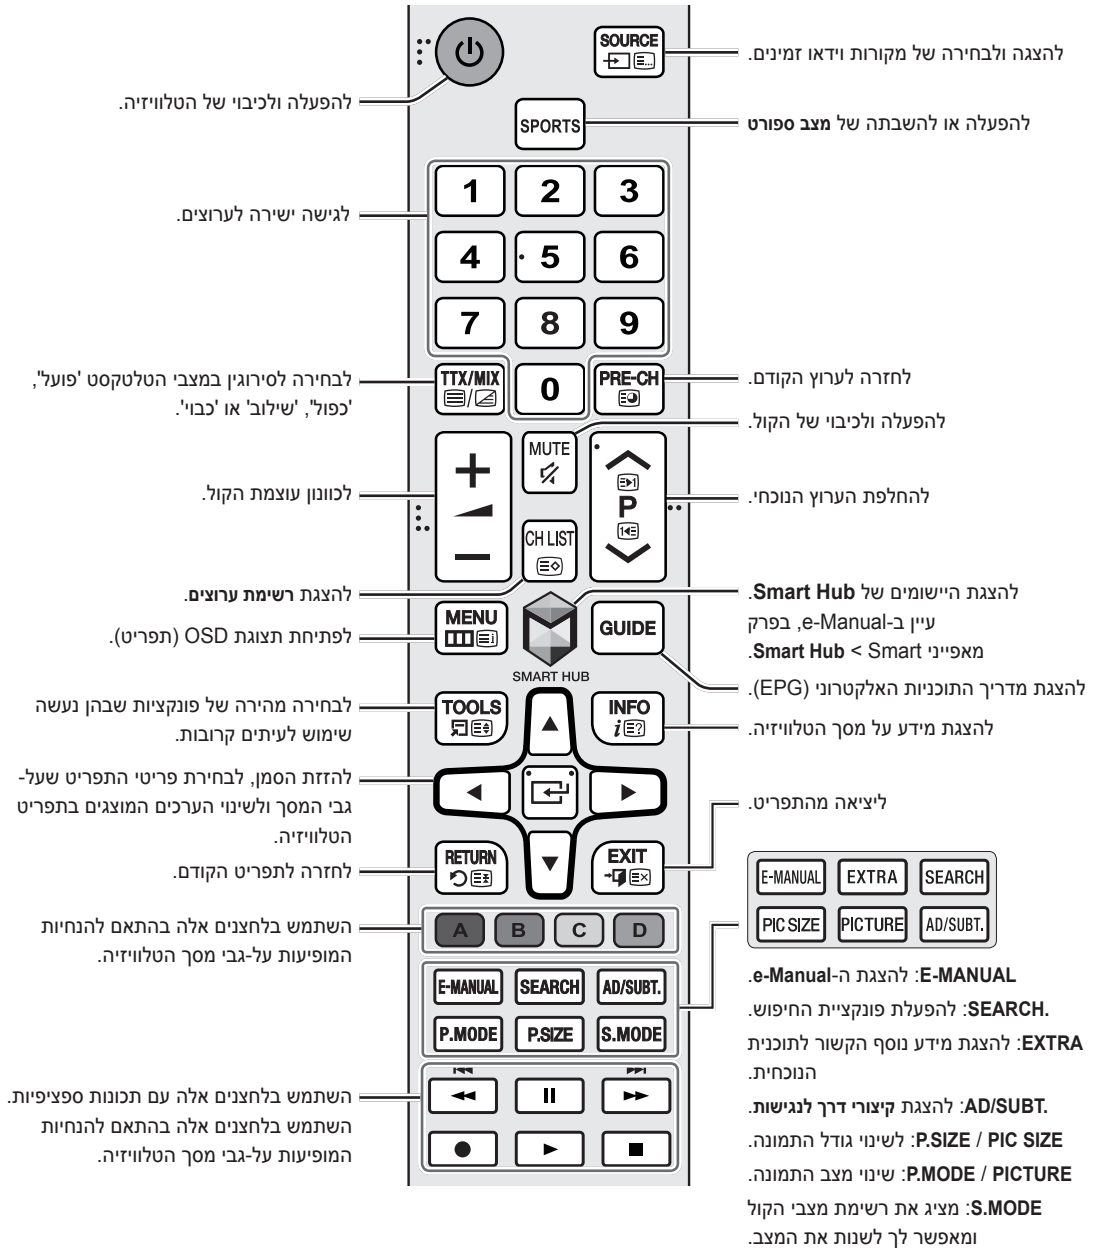 SOURCE
להצגה ולבחירה של מקורות וידאו זמינים.
להפעלה ולכיבוי של הטלוויזיה.
SPORTS
להפעלה או להשבתה של מצב ספורט
1 2 3
לגישה ישירה לערוצים.
4 5 6
7 8 9
TTX/MIX
0
PRE-CH
לבחירה לסירוגין במצבי הטלטקסט 'פועל',
'כפול', 'שילוב' או 'כבוי'.
לחזרה לערוץ הקודם.
להפעלה ולכיבוי של הקול.
MUTE
לכוונון עוצמת הקול.
P
להחלפת הערוץ הנוכחי.
CH LIST
להצגת רשימת ערוצים.
MENU
לפתיחת תצוגת OSD (תפריט).
SMART HUB
GUIDE
להצגת היישומים של Smart Hub.
עיין ב-e-Manual, בפרק
מאפייני Smart Hub < Smart.
להצגת מדריך התוכניות האלקטרוני (EPG).
TOOLS
INFO
לבחירה מהירה של פונקציות שבהן נעשה
שימוש לעיתים קרובות.
להצגת מידע על מסך הטלוויזיה.
להזזת הסמן, לבחירת פריטי התפריט שעל-
גבי המסך ולשינוי הערכים המוצגים בתפריט
הטלוויזיה.
ליציאה מהתפריט.
RETURN
EXIT
לחזרה לתפריט הקודם.
A B C D
השתמש בלחצנים אלה בהתאם להנחיות
המופיעות על-גבי מסך הטלוויזיה.
E-MANUAL SEARCH AD/SUBT.
P.MODE P.SIZE S.MODE
השתמש בלחצנים אלה עם תכונות ספציפיות.
השתמש בלחצנים אלה בהתאם להנחיות
המופיעות על-גבי מסך הטלוויזיה.
E-MANUAL EXTRA SEARCH
PIC SIZE PICTURE AD/SUBT.
E-MANUAL: להצגת ה-e-Manual.
SEARCH.: להפעלת פונקציית החיפוש.
EXTRA: להצגת מידע נוסף הקשור לתוכנית
הנוכחית.
AD/SUBT.: להצגת קיצורי דרך לנגישות.
P.SIZE / PIC SIZE: לשינוי גודל התמונה.
P.MODE / PICTURE: שינוי מצב התמונה.
S.MODE: מציג את רשימת מצבי הקול
ומאפשר לך לשנות את המצב.